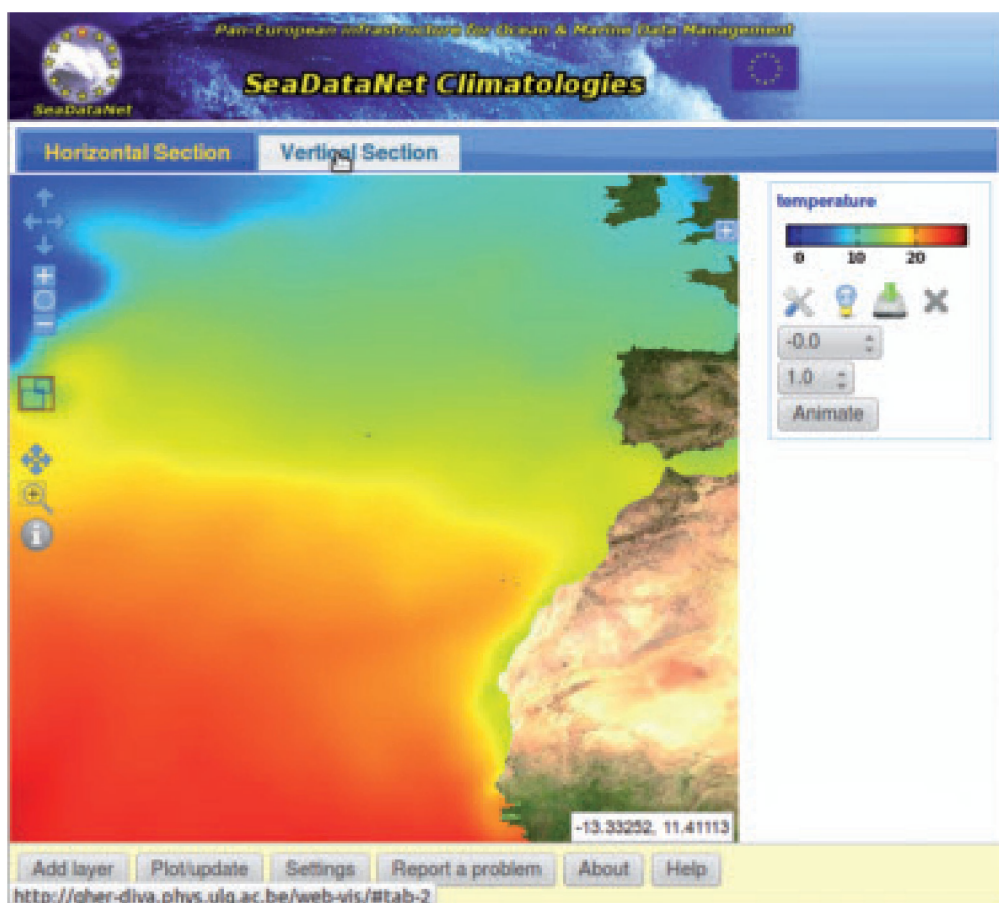 Pan-European infrastructure for Ocean & Marine Data Management
SeaDataNet Climatologies
SeaDataNet
Horizontal Section
Vertical Section
temperature
0 10 20
-0.0
1.0
Animate
-13.33252, 11.41113
Add layer
Plot/update
Settings
Report a problem
About
Help
http://gher-diva.phys.ulg.ac.be/web-vis/#tab-2